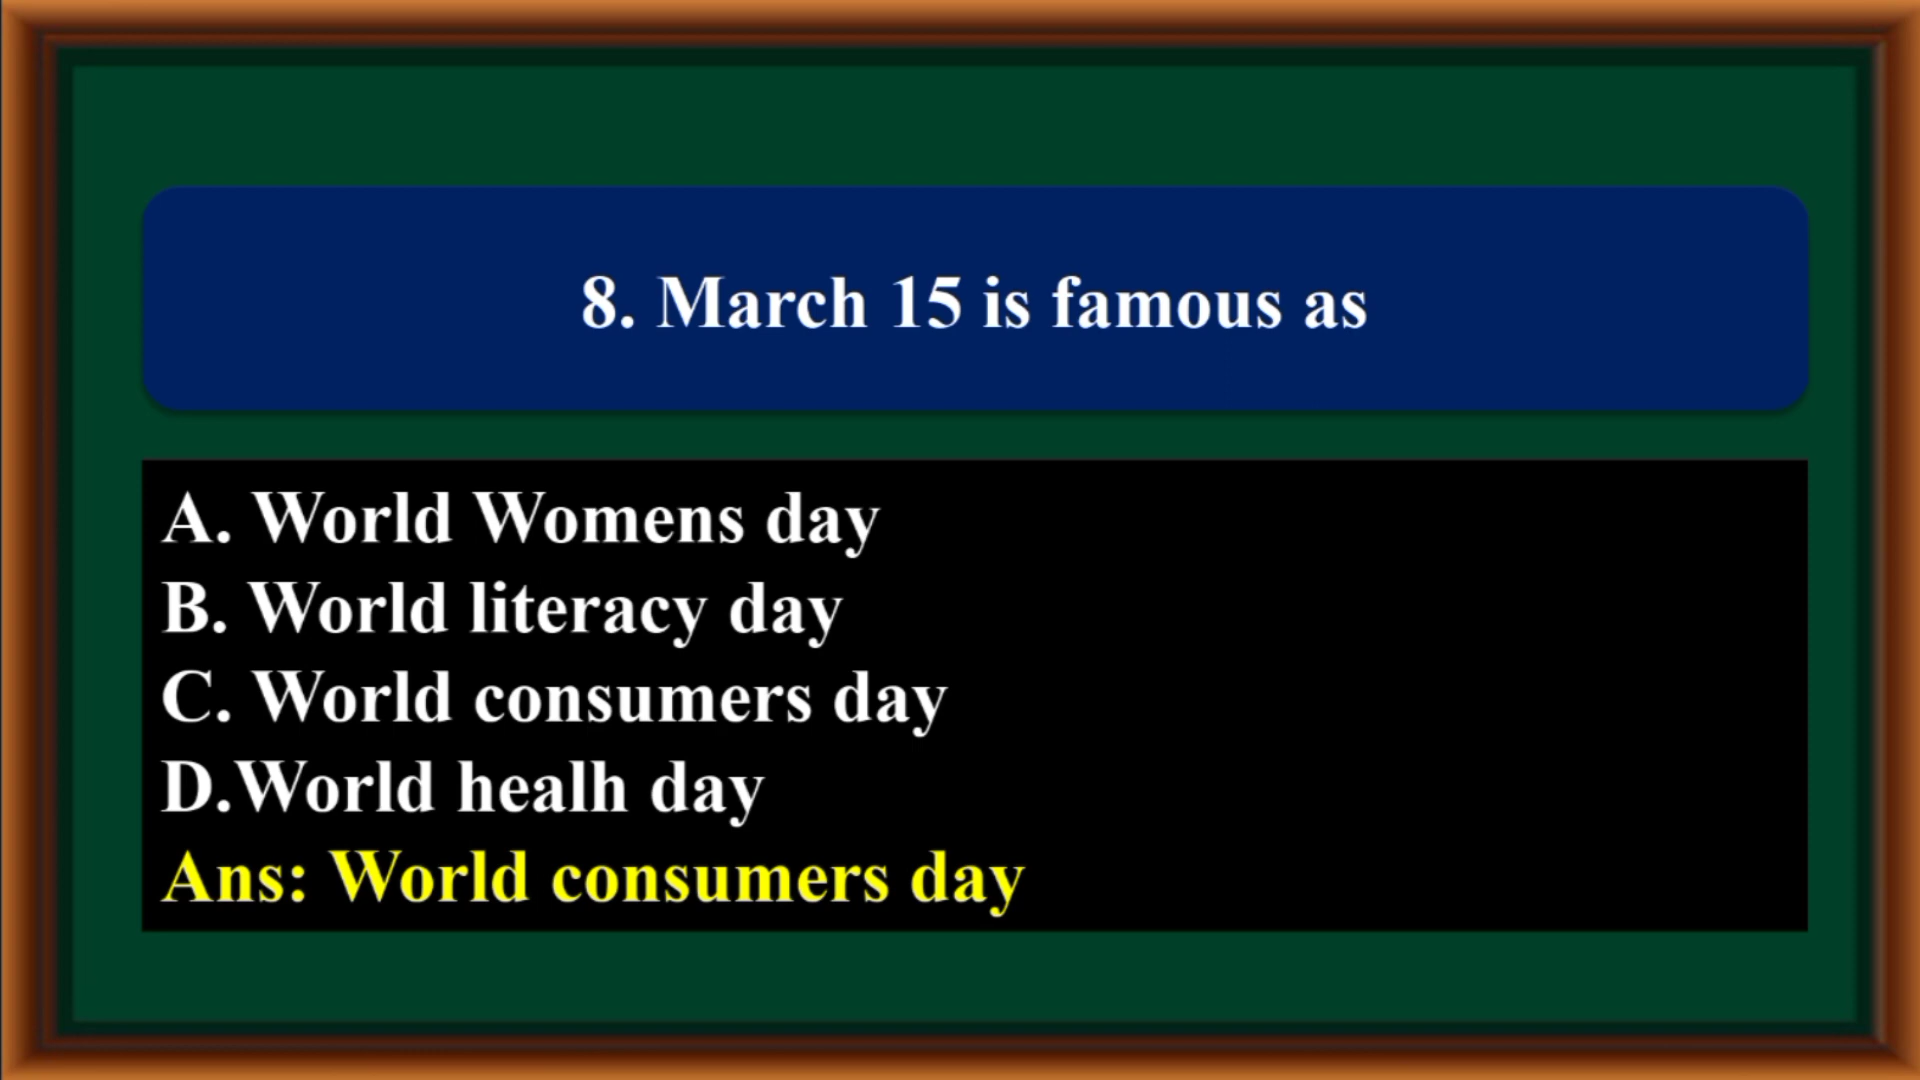 8. March 15 is famous as
A. World Womens day
B. World literacy day
C. World consumers day
D.World healh day
Ans: World consumers day